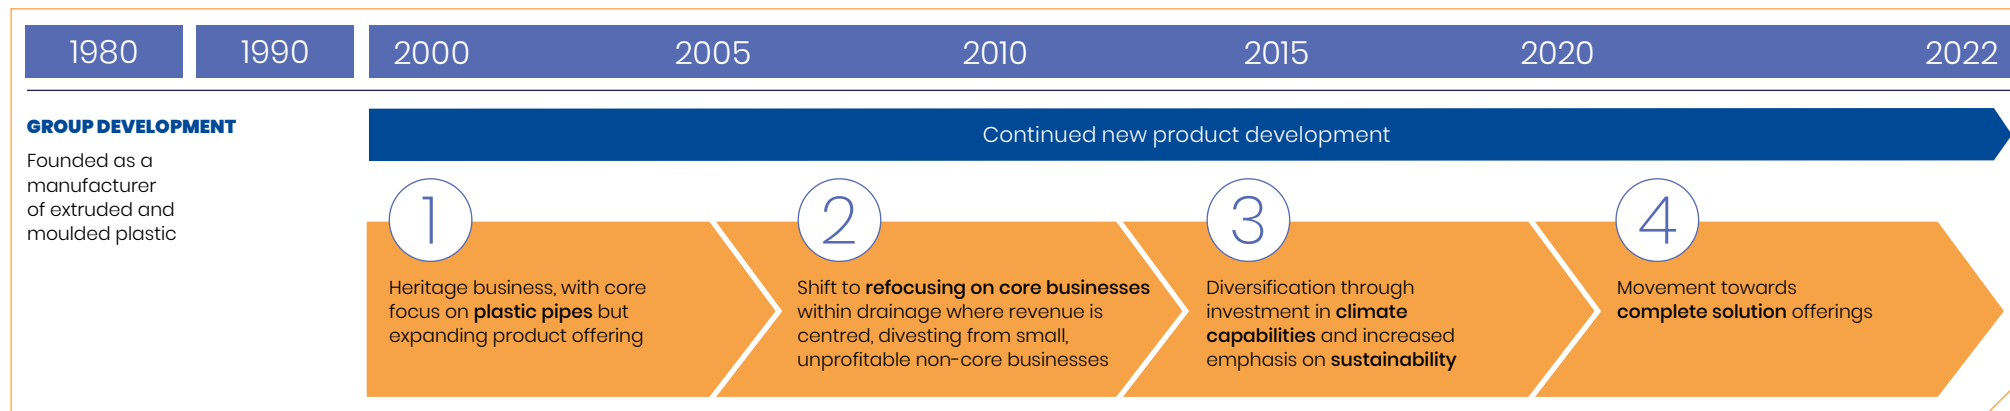 1980 1990 2000 2005 2010 2015 2020 2022
GROUP DEVELOPMENT
Founded as a
manufacturer
of extruded and
moulded plastic
Continued new product development
1
Heritage business, with core
focus on plastic pipes but
expanding product offering
2
Shift to refocusing on core businesses
within drainage where revenue is
centred, divesting from small,
unprofitable non-core businesses
3
Diversification through
investment in climate
capabilities and increased
emphasis on sustainability
4
Movement towards
complete solution offerings